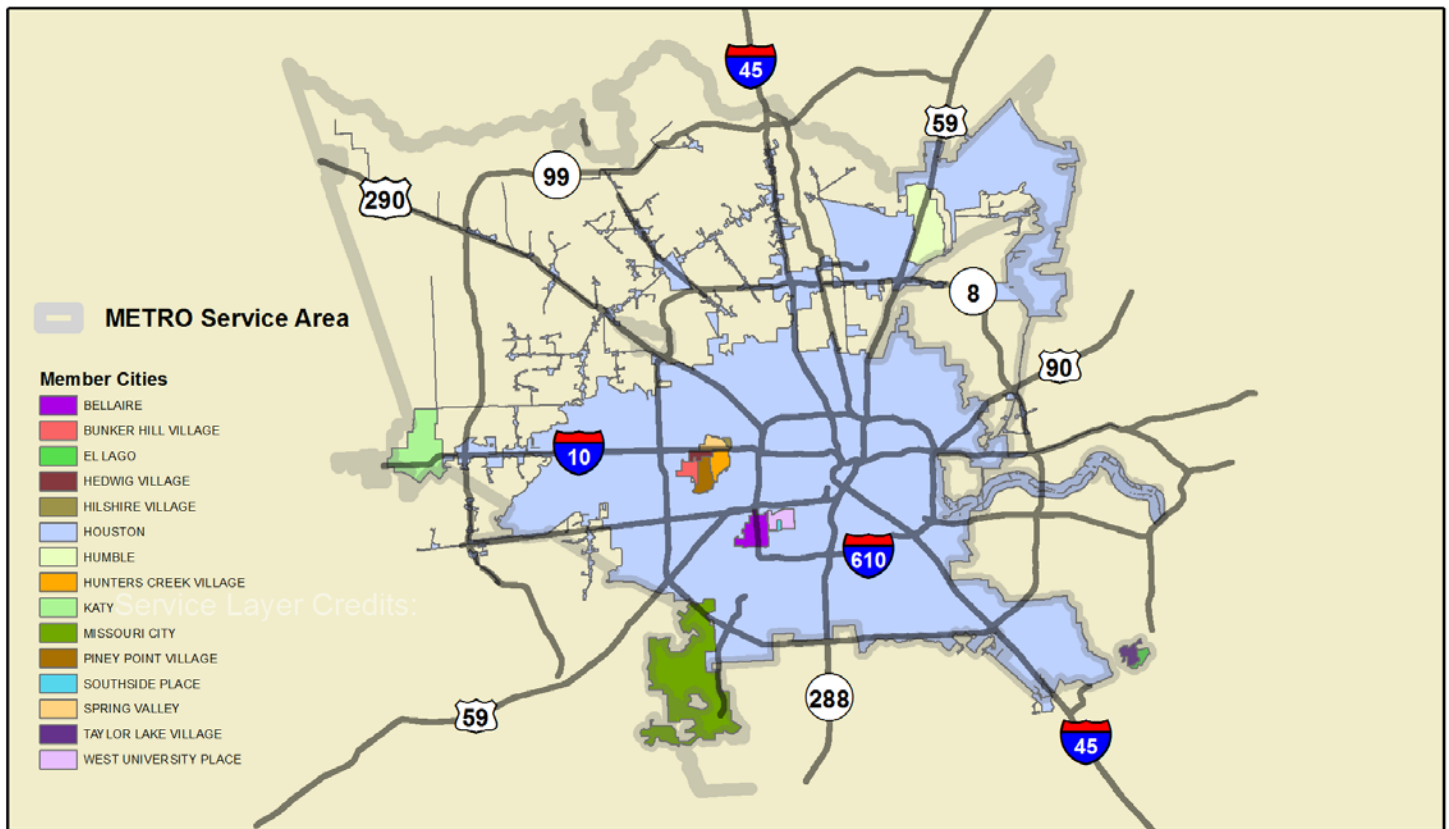 45
59
99
290
8
METRO Service Area
90
Member Cities
BELLAIRE
BUNKER HILL VILLAGE
EL LAGO
10
HEDWIG VILLAGE
HILSHIRE VILLAGE
HOUSTON
HUMBLE
610
HUNTERS CREEK VILLAGE
KATY
Service Layer Credits:
MISSOURI CITY
PINEY POINT VILLAGE
SOUTHSIDE PLACE
288
SPRING VALLEY
59
TAYLOR LAKE VILLAGE
45
WEST UNIVERSITY PLACE